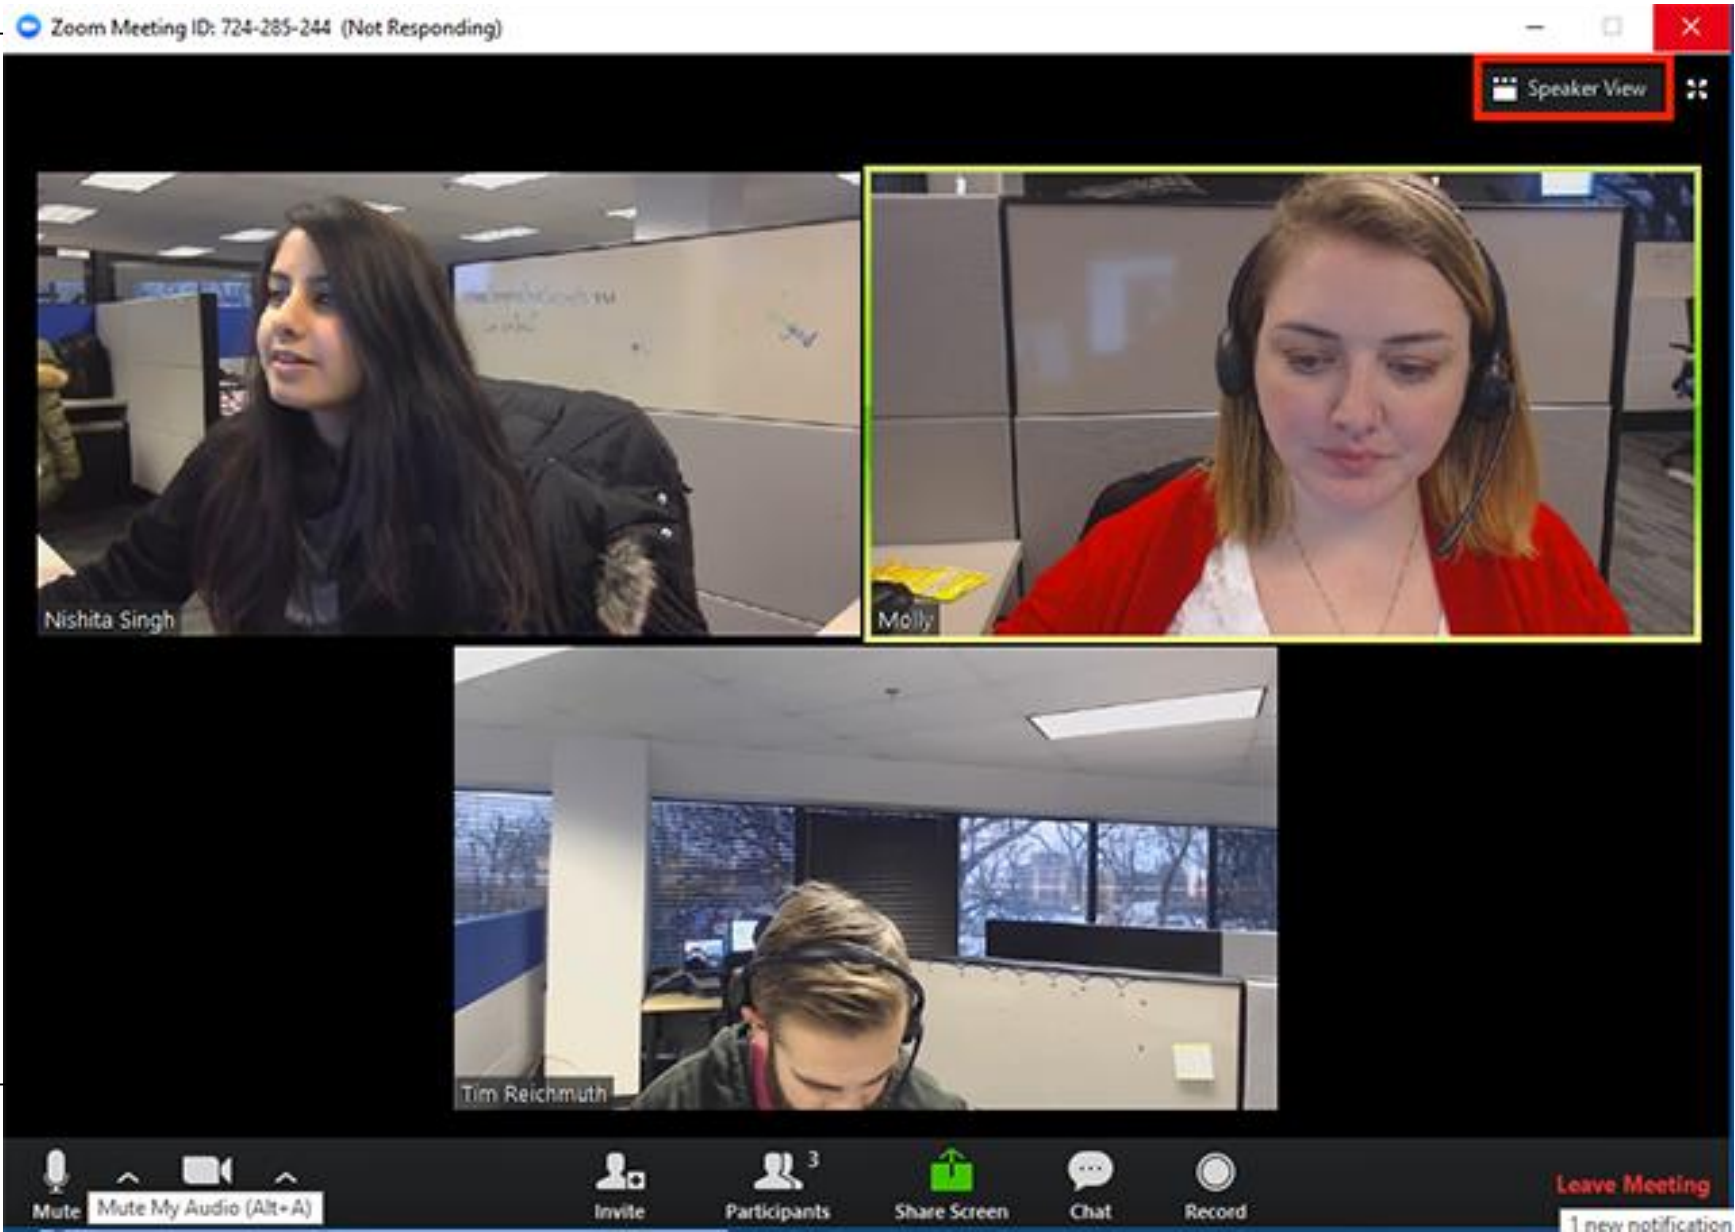 Zoom Meeting ID: 724-285-244 (Not Responding)
Speaker View
Nishita Singh
Molly
Tim Reichmuth
3
Mute
Mute My Audio (Alt+A)
Invite
Participants
Share Screen
Chat
Record
Leave Meeting
1 new notification